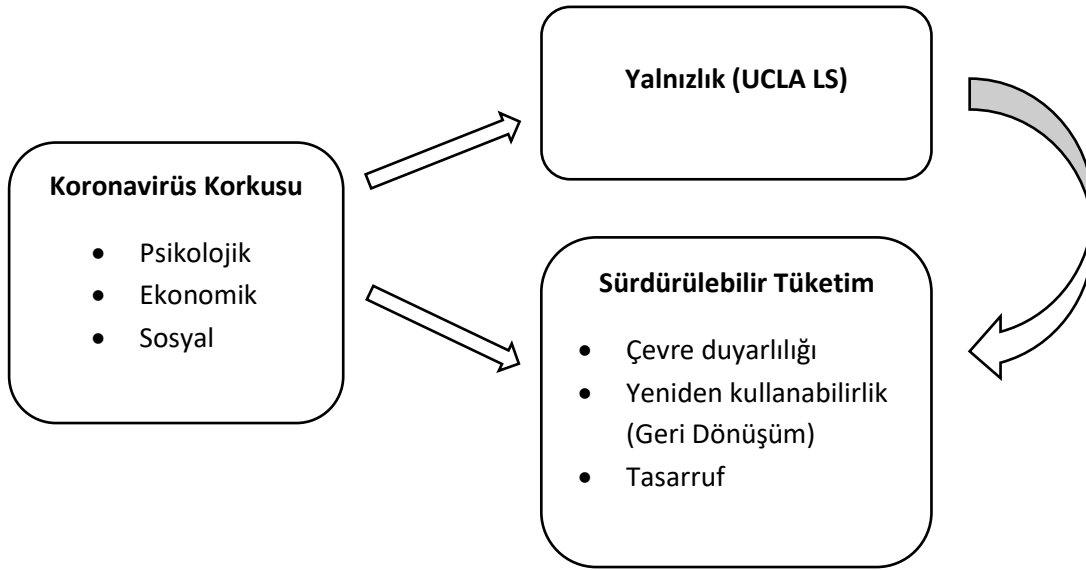 Yalnızlık (UCLA LS)
Koronavirüs Korkusu
• Psikolojik
• Ekonomik
• Sosyal
Sürdürülebilir Tüketim
• Çevre duyarlılığı
• Yeniden kullanabilirlik
(Geri Dönüşüm)
• Tasarruf